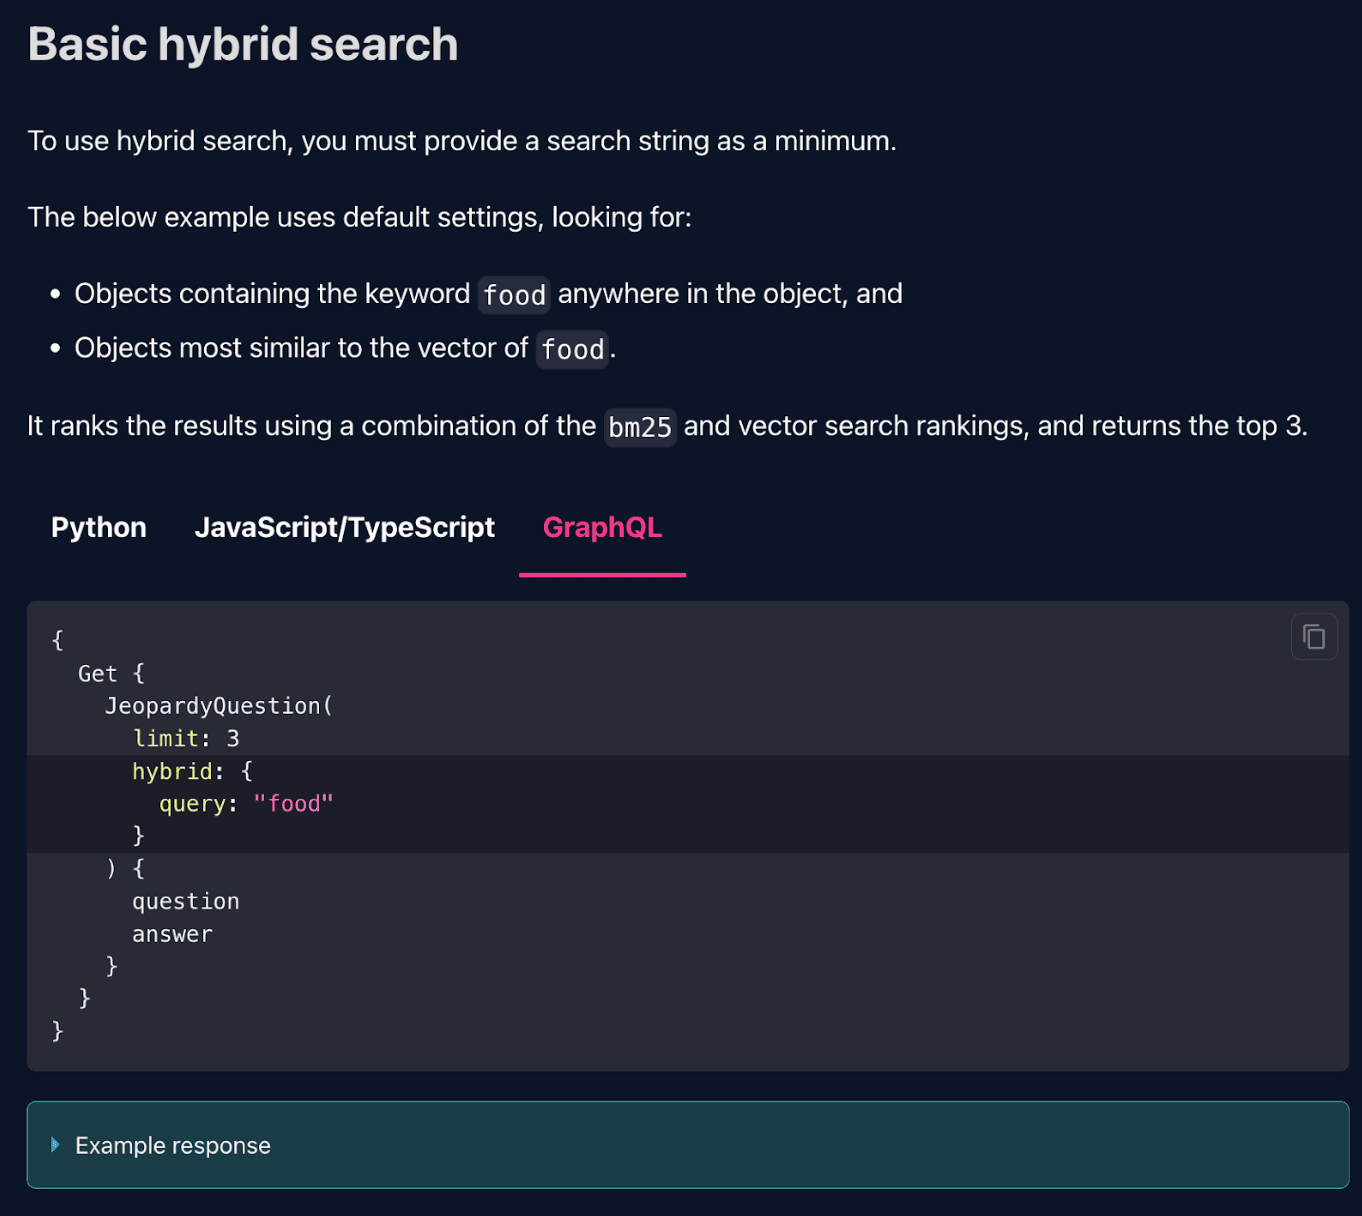 Basic hybrid search
To use hybrid search, you must provide a search string as a minimum.
The below example uses default settings, looking for:
• Objects containing the keyword food anywhere in the object, and
• Objects most similar to the vector of food.
It ranks the results using a combination of the bm25 and vector search rankings, and returns the top 3.
Python JavaScript/TypeScript GraphQL
{
  Get {
    JeopardyQuestion(
      limit: 3
      hybrid: {
        query: "food"
      }
    ) {
      question
      answer
    }
  }
}
Example response